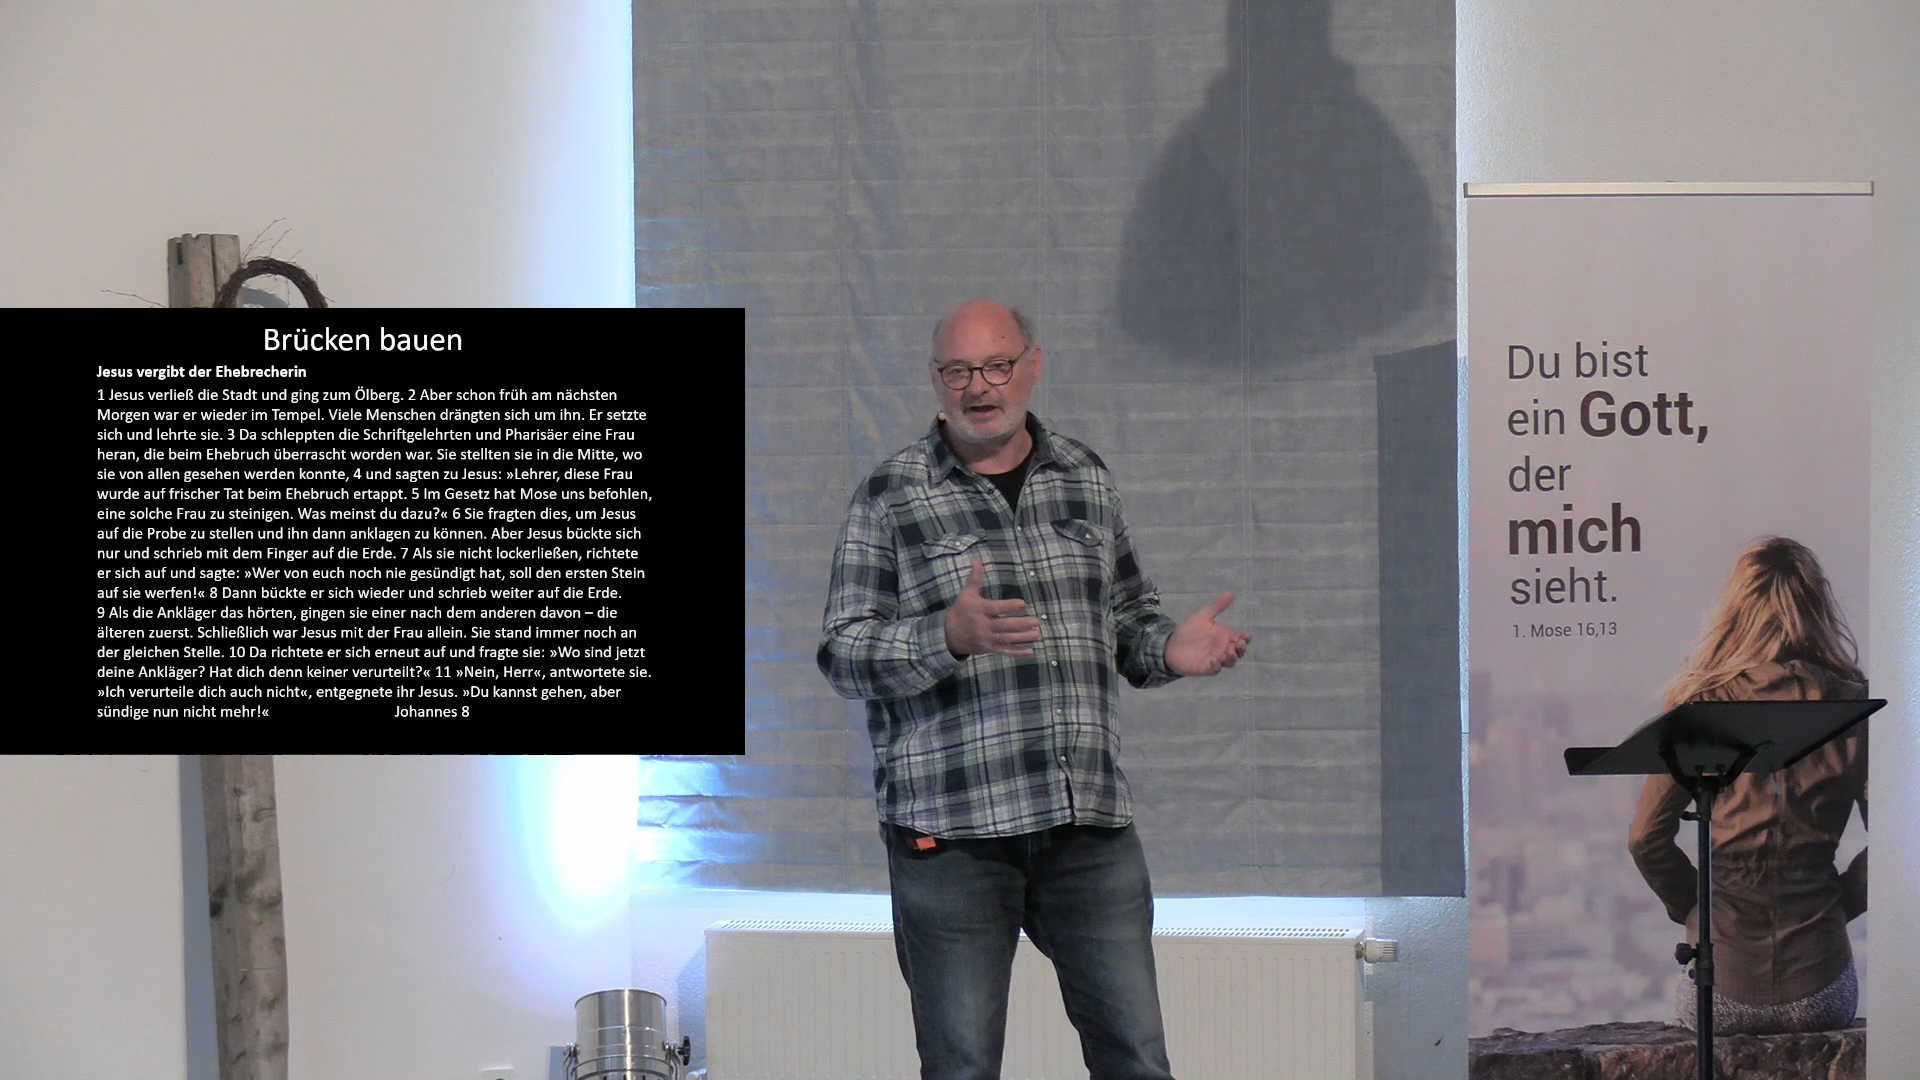 Brücken bauen
Jesus vergibt der Ehebrecherin
1 Jesus verließ die Stadt und ging zum Ölberg. 2 Aber schon früh am nächsten
Morgen war er wieder im Tempel. Viele Menschen drängten sich um ihn. Er setzte
sich und lehrte sie. 3 Da schleppten die Schriftgelehrten und Pharisäer eine Frau
heran, die beim Ehebruch überrascht worden war. Sie stellten sie in die Mitte, wo
sie von allen gesehen werden konnte, 4 und sagten zu Jesus: »Lehrer, diese Frau
wurde auf frischer Tat beim Ehebruch ertappt. 5 Im Gesetz hat Mose uns befohlen,
eine solche Frau zu steinigen. Was meinst du dazu?« 6 Sie fragten dies, um Jesus
auf die Probe zu stellen und ihn dann anklagen zu können. Aber Jesus bückte sich
nur und schrieb mit dem Finger auf die Erde. 7 Als sie nicht lockerließen, richtete
er sich auf und sagte: »Wer von euch noch nie gesündigt hat, soll den ersten Stein
auf sie werfen!« 8 Dann bückte er sich wieder und schrieb weiter auf die Erde.
9 Als die Ankläger das hörten, gingen sie einer nach dem anderen davon – die
älteren zuerst. Schließlich war Jesus mit der Frau allein. Sie stand immer noch an
der gleichen Stelle. 10 Da richtete er sich erneut auf und fragte sie: »Wo sind jetzt
deine Ankläger? Hat dich denn keiner verurteilt?« 11 »Nein, Herr«, antwortete sie.
»Ich verurteile dich auch nicht«, entgegnete ihr Jesus. »Du kannst gehen, aber
sündige nun nicht mehr!« Johannes 8
Du bist
ein Gott,
der
mich
sieht.
1. Mose 16,13